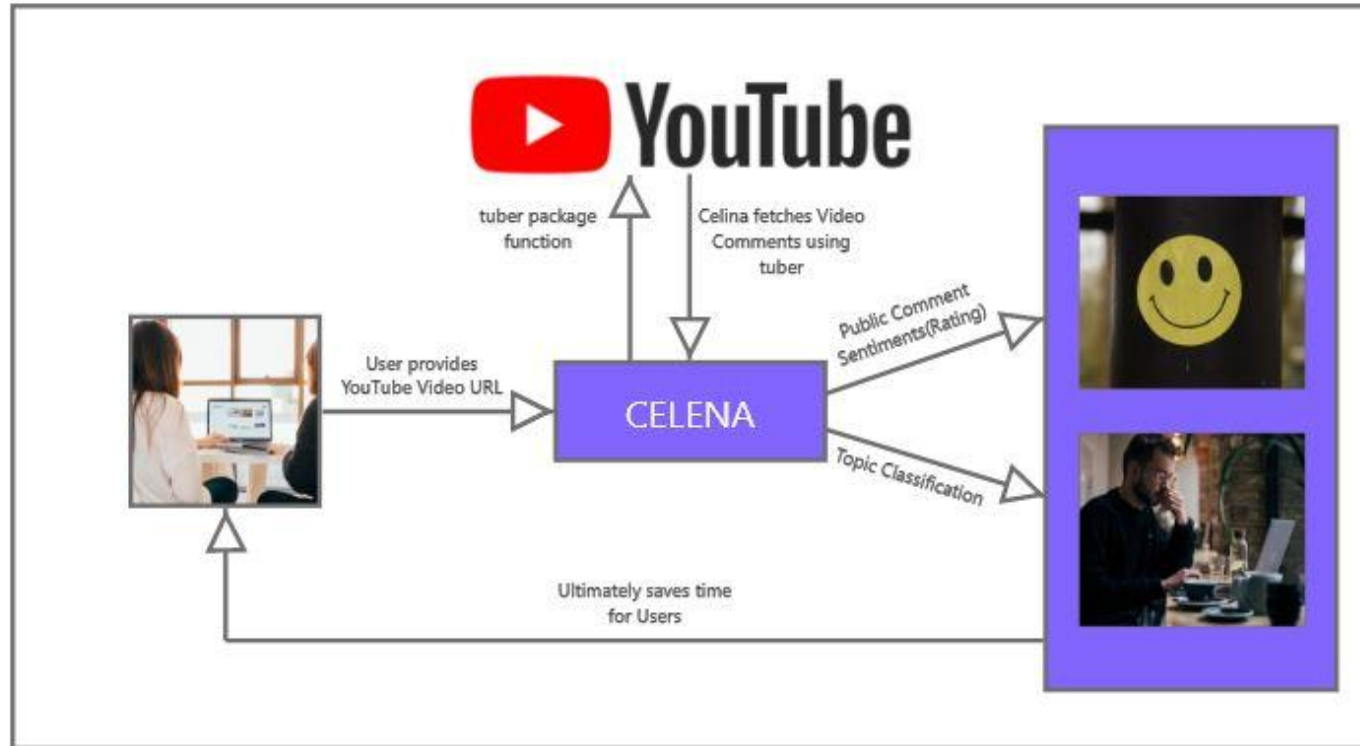 YouTube
tuber package
function
Celina fetches Video
Comments using
tuber
Public Comment
Sentiments(Rating)
User provides
YouTube Video URL
CELENA
Topic Classification
Ultimately saves time
for Users